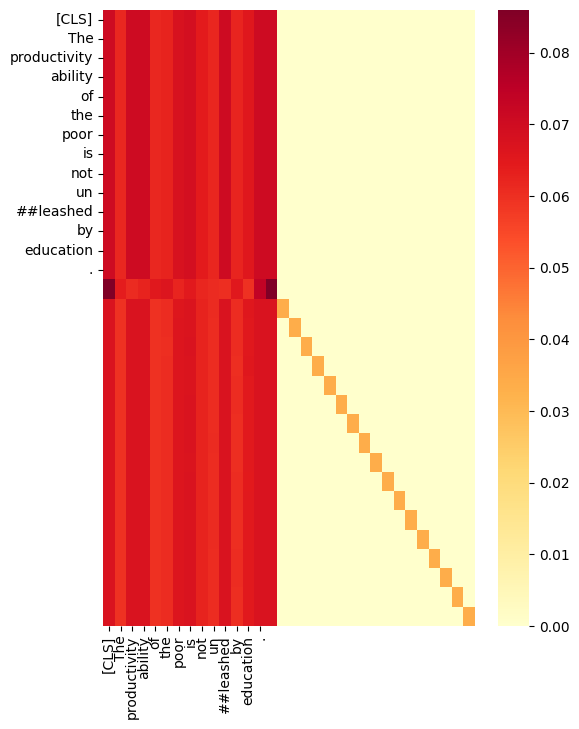 [CLS]
The
productivity
ability
of
the
poor
is
not
un
##leashed
by
education
.
0.08
0.07
0.06
0.05
0.04
0.03
0.02
0.01
0.00
[CLS]
The
productivity
ability
of
the
poor
is
not
un
##leashed
by
education
.